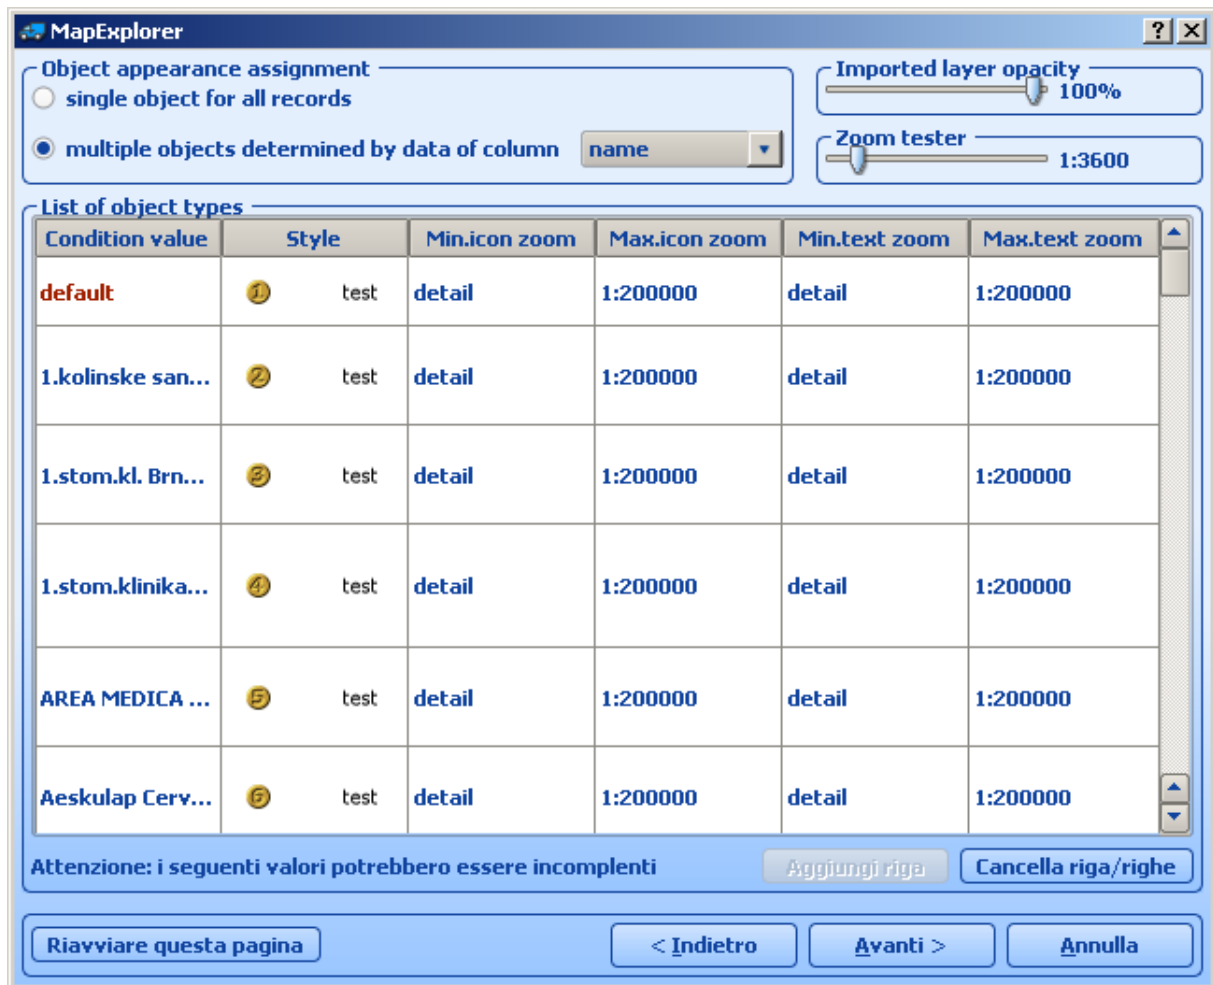 MapExplorer
Object appearance assignment
single object for all records
multiple objects determined by data of column name
Imported layer opacity
100%
Zoom tester
1:3600
List of object types
Condition value Style Min.icon zoom Max.icon zoom Min.text zoom Max.text zoom
default 1 test detail 1:200000 detail 1:200000
1.kolinske san... 2 test detail 1:200000 detail 1:200000
1.stom.kl. Brn... 3 test detail 1:200000 detail 1:200000
1.stom.klinika... 4 test detail 1:200000 detail 1:200000
AREA MEDICA ... 5 test detail 1:200000 detail 1:200000
Aeskulap Cerv... 6 test detail 1:200000 detail 1:200000
Attenzione: i seguenti valori potrebbero essere incomplenti Aggiungi riga Cancella riga/righe
Riavviare questa pagina < Indietro Avanti > Annulla